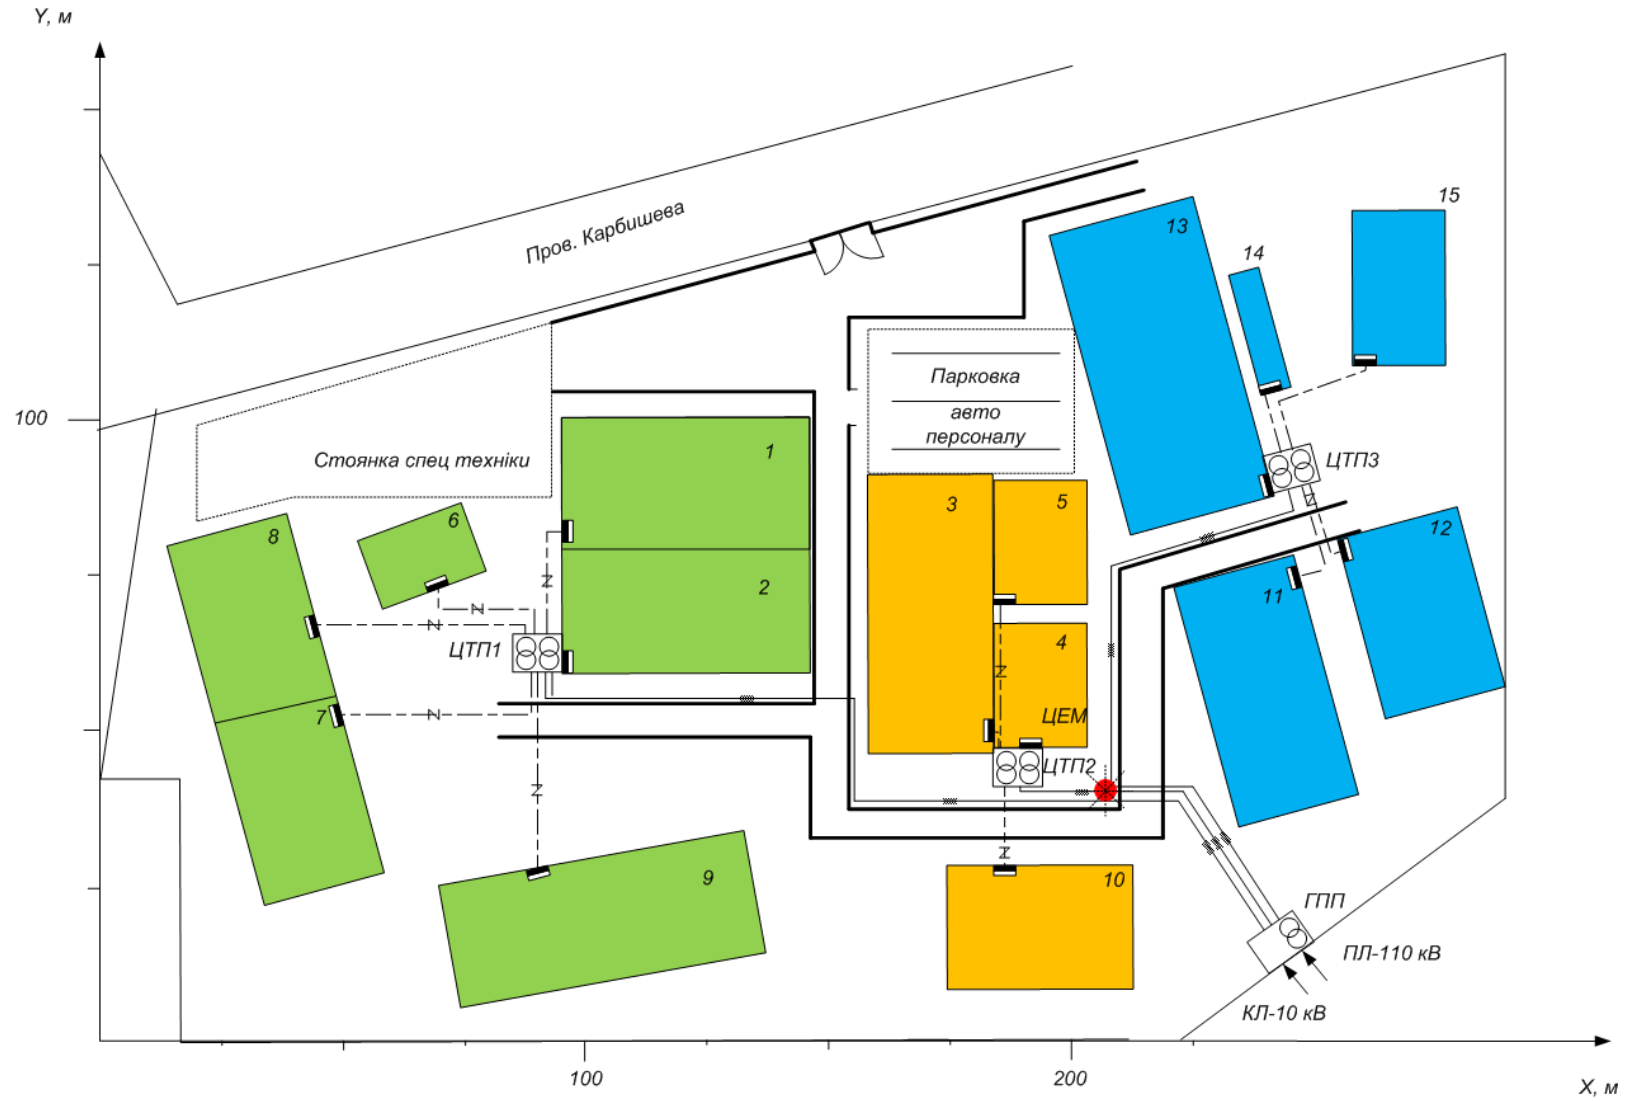 Y, м
15
13
Пров. Карбишева
14
Парковка
100
авто
персоналу
1
Стоянка спец техніки
ЦТП3
3
5
6
12
8
2
11
4
ЦТП1
7
ЦЕМ
ЦТП2
9
10
ГПП
ПЛ-110 кВ
КЛ-10 кВ
100
200
X, м